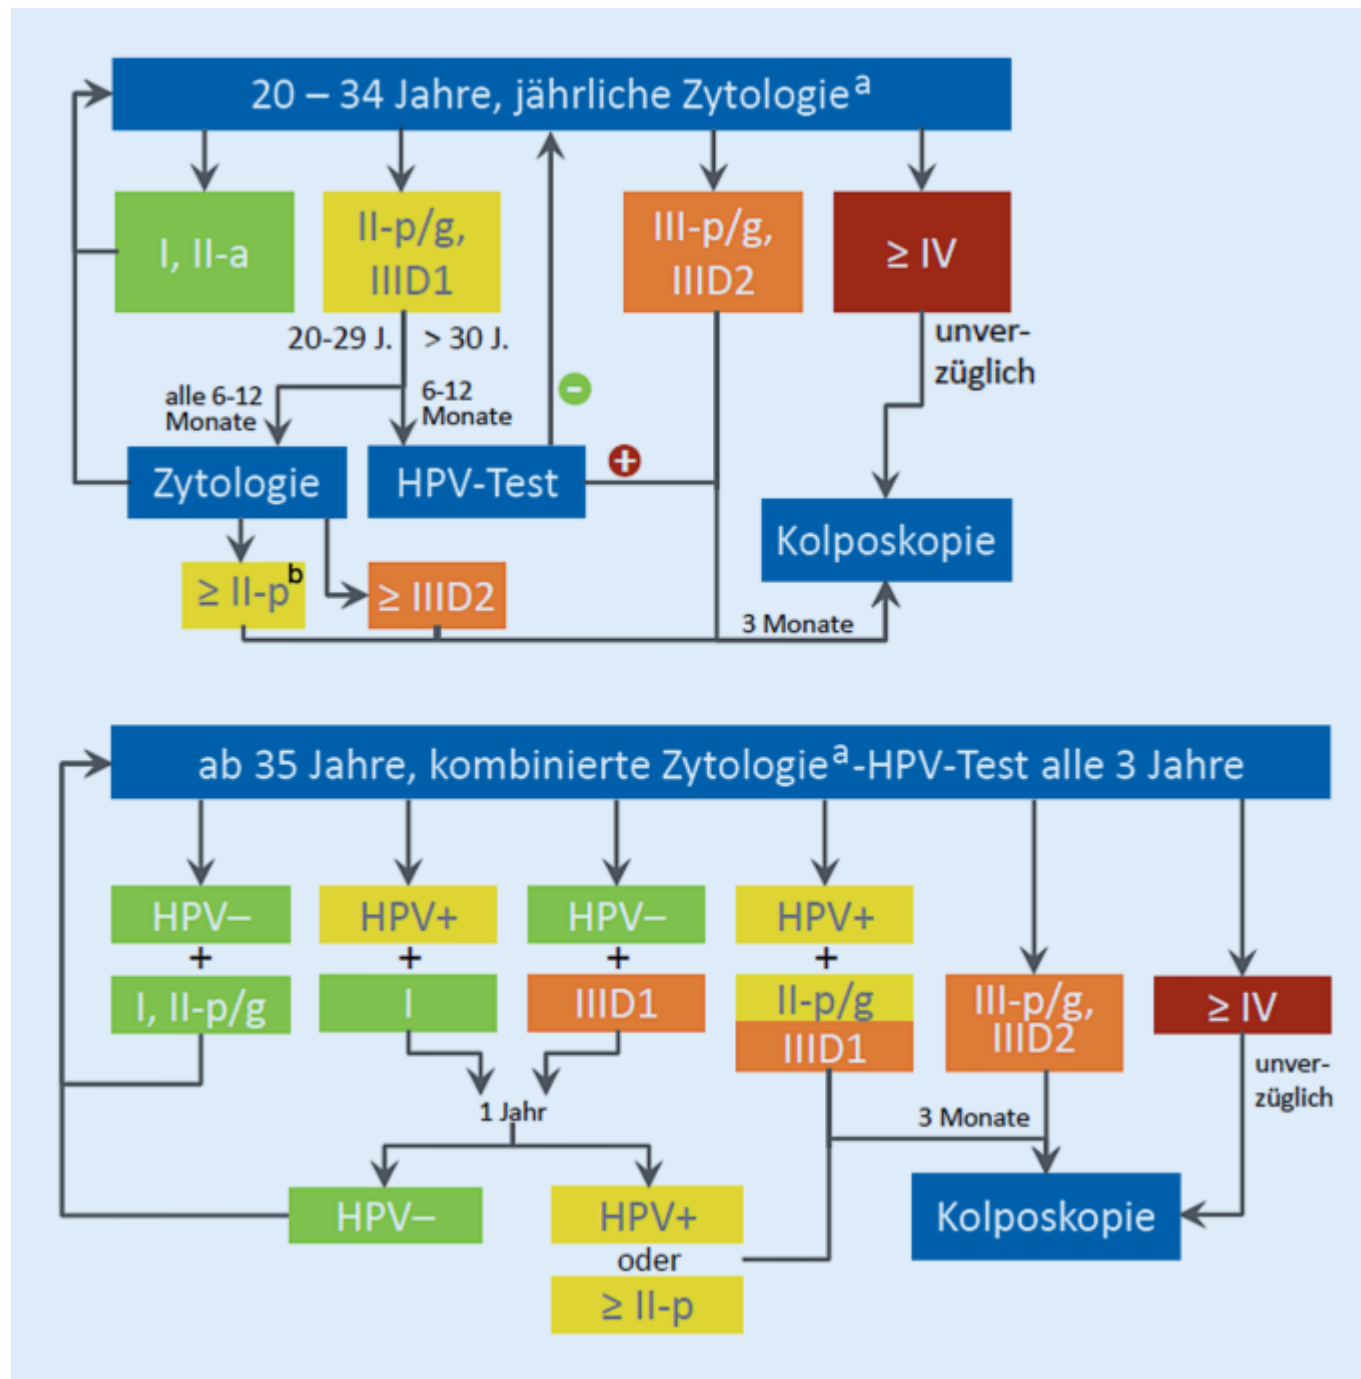 20 – 34 Jahre, jährliche Zytologie a
I, II-a
II-p/g,
IIID1
III-p/g,
IIID2
≥ IV
20-29 J.
> 30 J.
unver-
züglich
alle 6-12
Monate
6-12
Monate
-
+
Zytologie
HPV-Test
Kolposkopie
≥ II-p b
≥ IIID2
3 Monate
ab 35 Jahre, kombinierte Zytologie a-HPV-Test alle 3 Jahre
HPV–
+
I, II-p/g
HPV+
+
I
HPV–
+
IIID1
HPV+
+
II-p/g
IIID1
III-p/g,
IIID2
≥ IV
unver-
züglich
1 Jahr
3 Monate
HPV–
HPV+
oder
≥ II-p
Kolposkopie